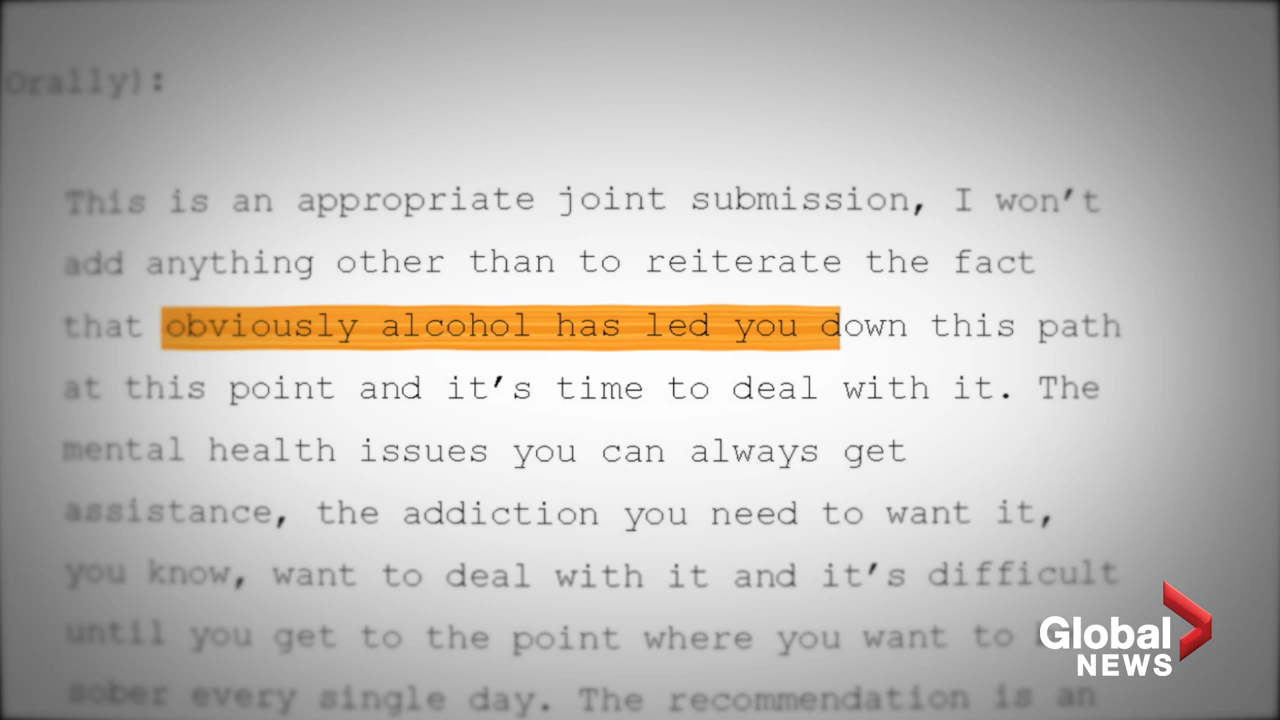 Orally):
This is an appropriate joint submission, I won't
add anything other than to reiterate the fact
that obviously alcohol has led you down this path
at this point and it's time to deal with it. The
mental health issues you can always get
assistance, the addiction you need to want it,
you know, want to deal with it and it's difficult
until you get to the point where you want to
sober every single day. The recommendation is an
Global
NEWS